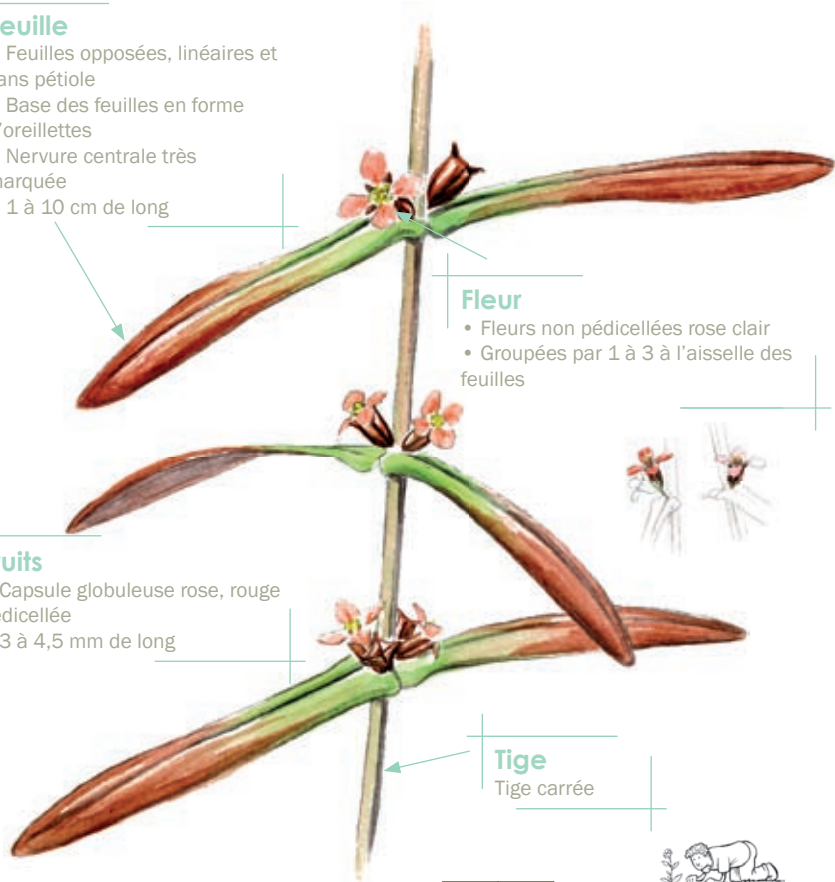 euille
Feuilles opposées, linéaires et
ans pétiole
Base des feuilles en forme
'oreillettes
Nervure centrale très
marquée
1 à 10 cm de long
Fleur
• Fleurs non pédicellées rose clair
• Groupées par 1 à 3 à l'aisselle des
feuilles
uits
Capsule globuleuse rose, rouge
édicellée
3 à 4,5 mm de long
Tige
Tige carrée